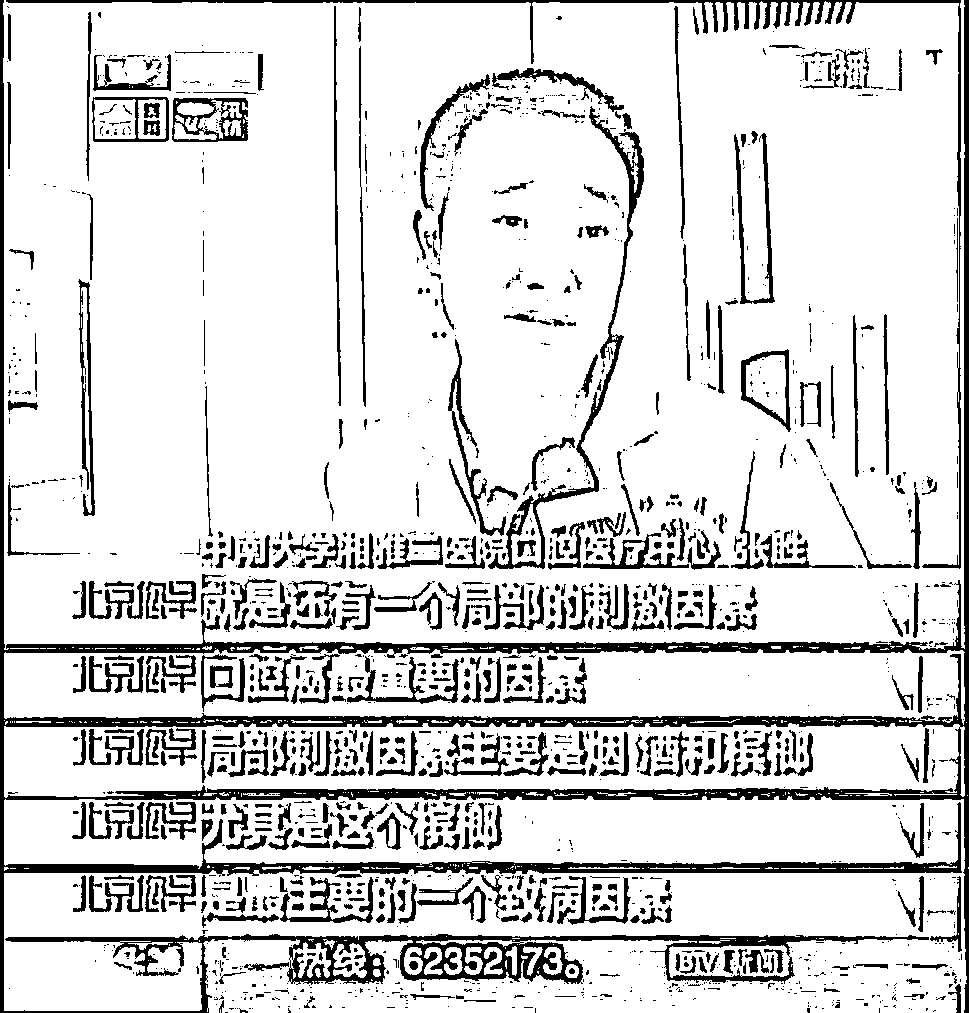 直播
中南大学湘雅二医院口腔医疗中心 张胜
北京您早 就是还有一个局部的刺激因素
北京您早 口腔癌最重要的因素
北京您早 局部刺激因素主要是烟 酒和槟榔
北京您早 尤其是这个槟榔
北京您早 是最主要的一个致病因素
热线：62352173。 BTV 新闻